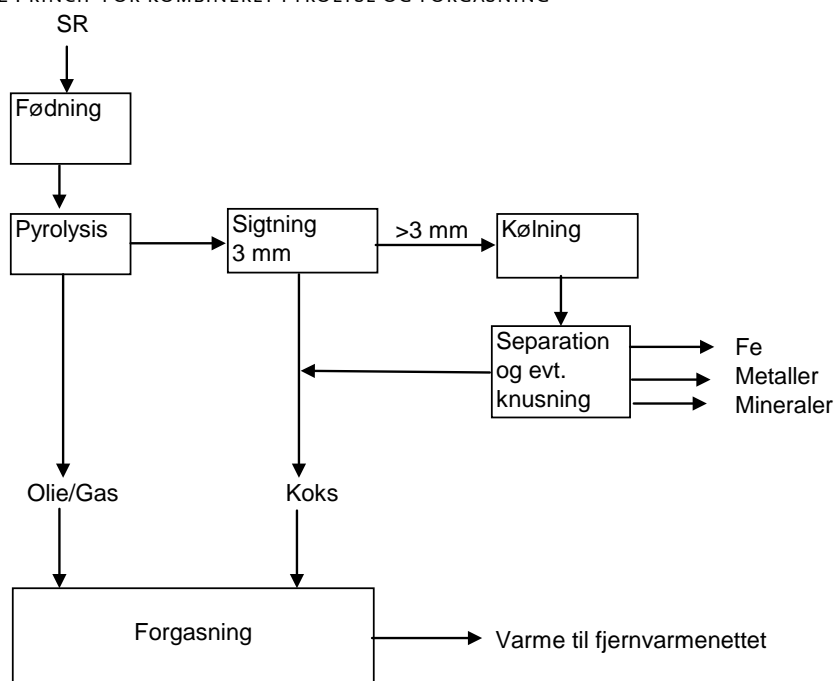 SR
Fødning
Pyrolysis
Sigtning
3 mm
>3 mm
Kølning
Separation
og evt.
knusning
Fe
Metaller
Mineraler
Olie/Gas
Koks
Forgasning
Varme til fjernvarmenettet